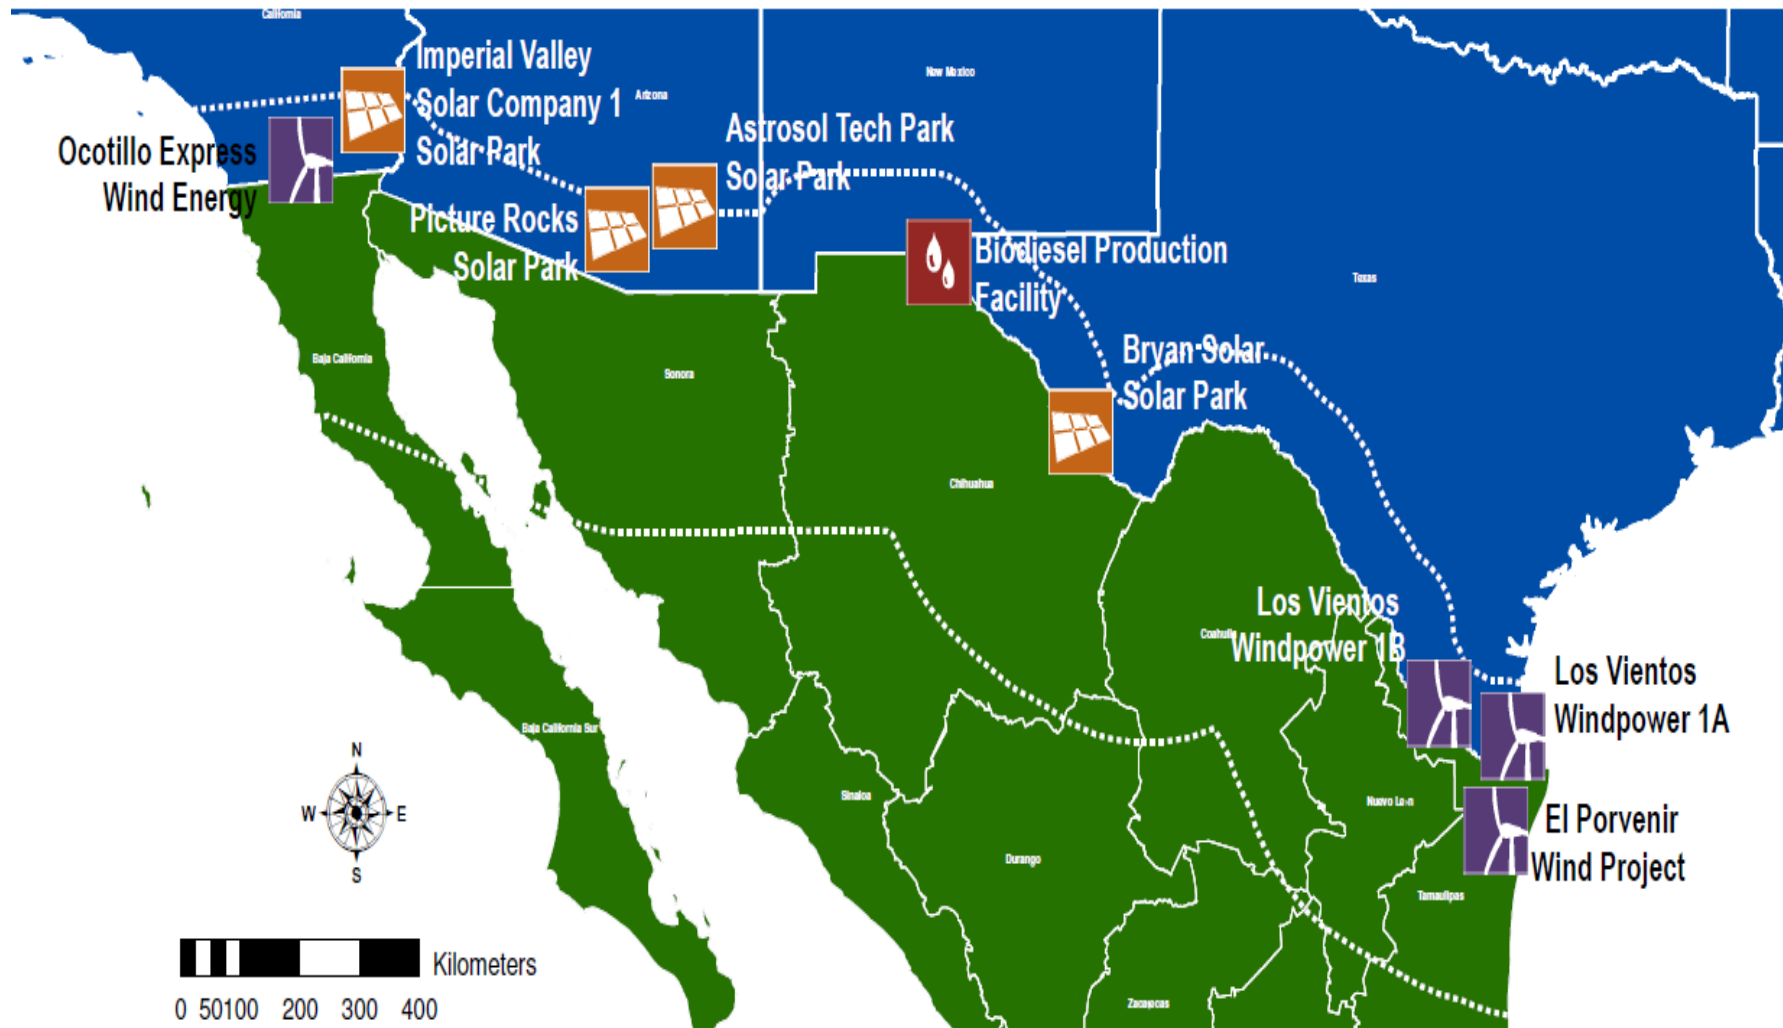 California
Imperial Valley
Solar Company 1
Solar Park
Arizona
New Mexico
Astrosol Tech Park
Solar Park
Ocotillo Express
Wind Energy
Picture Rocks
Solar Park
Biodiesel Production
Facility
Texas
Bryan Solar
Solar Park
Baja California
Sonora
Chihuahua
Los Vientos
Windpower 1B
Coahuila
Los Vientos
Windpower 1A
Baja California Sur
N
W
E
S
Sinaloa
Nuevo León
El Porvenir
Wind Project
Durango
Tamaulipas
Kilometers
0 50100 200 300 400
Zacatecas